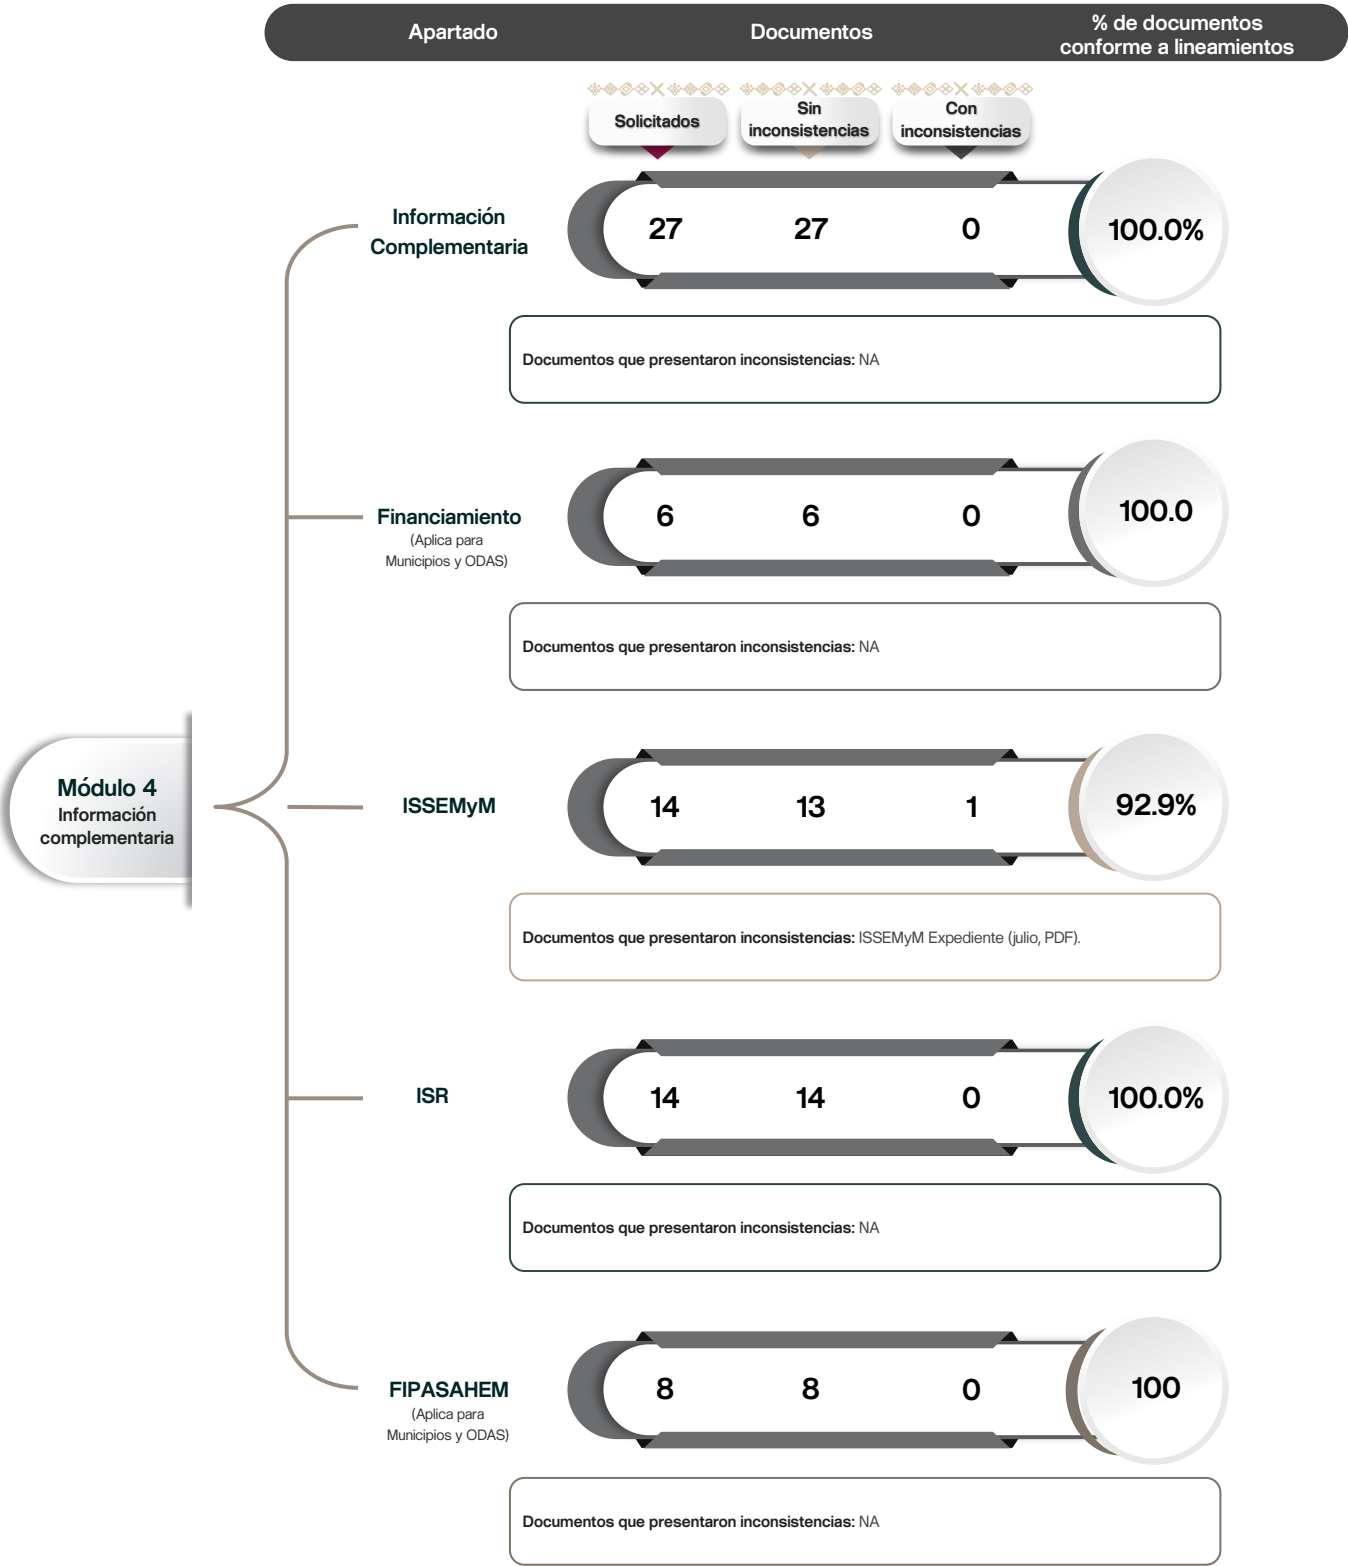 Apartado
Documentos
% de documentos
conforme a lineamientos
Solicitados
Sin
inconsistencias
Con
inconsistencias
Información
Complementaria
27
27
0
100.0%
Documentos que presentaron inconsistencias: NA
Financiamiento
(Aplica para
Municipios y ODAS)
6
6
0
100.0
Documentos que presentaron inconsistencias: NA
Módulo 4
Información
complementaria
ISSEMyM
14
13
1
92.9%
Documentos que presentaron inconsistencias: ISSEMyM Expediente (julio, PDF).
ISR
14
14
0
100.0%
Documentos que presentaron inconsistencias: NA
FIPASAHEM
(Aplica para
Municipios y ODAS)
8
8
0
100
Documentos que presentaron inconsistencias: NA